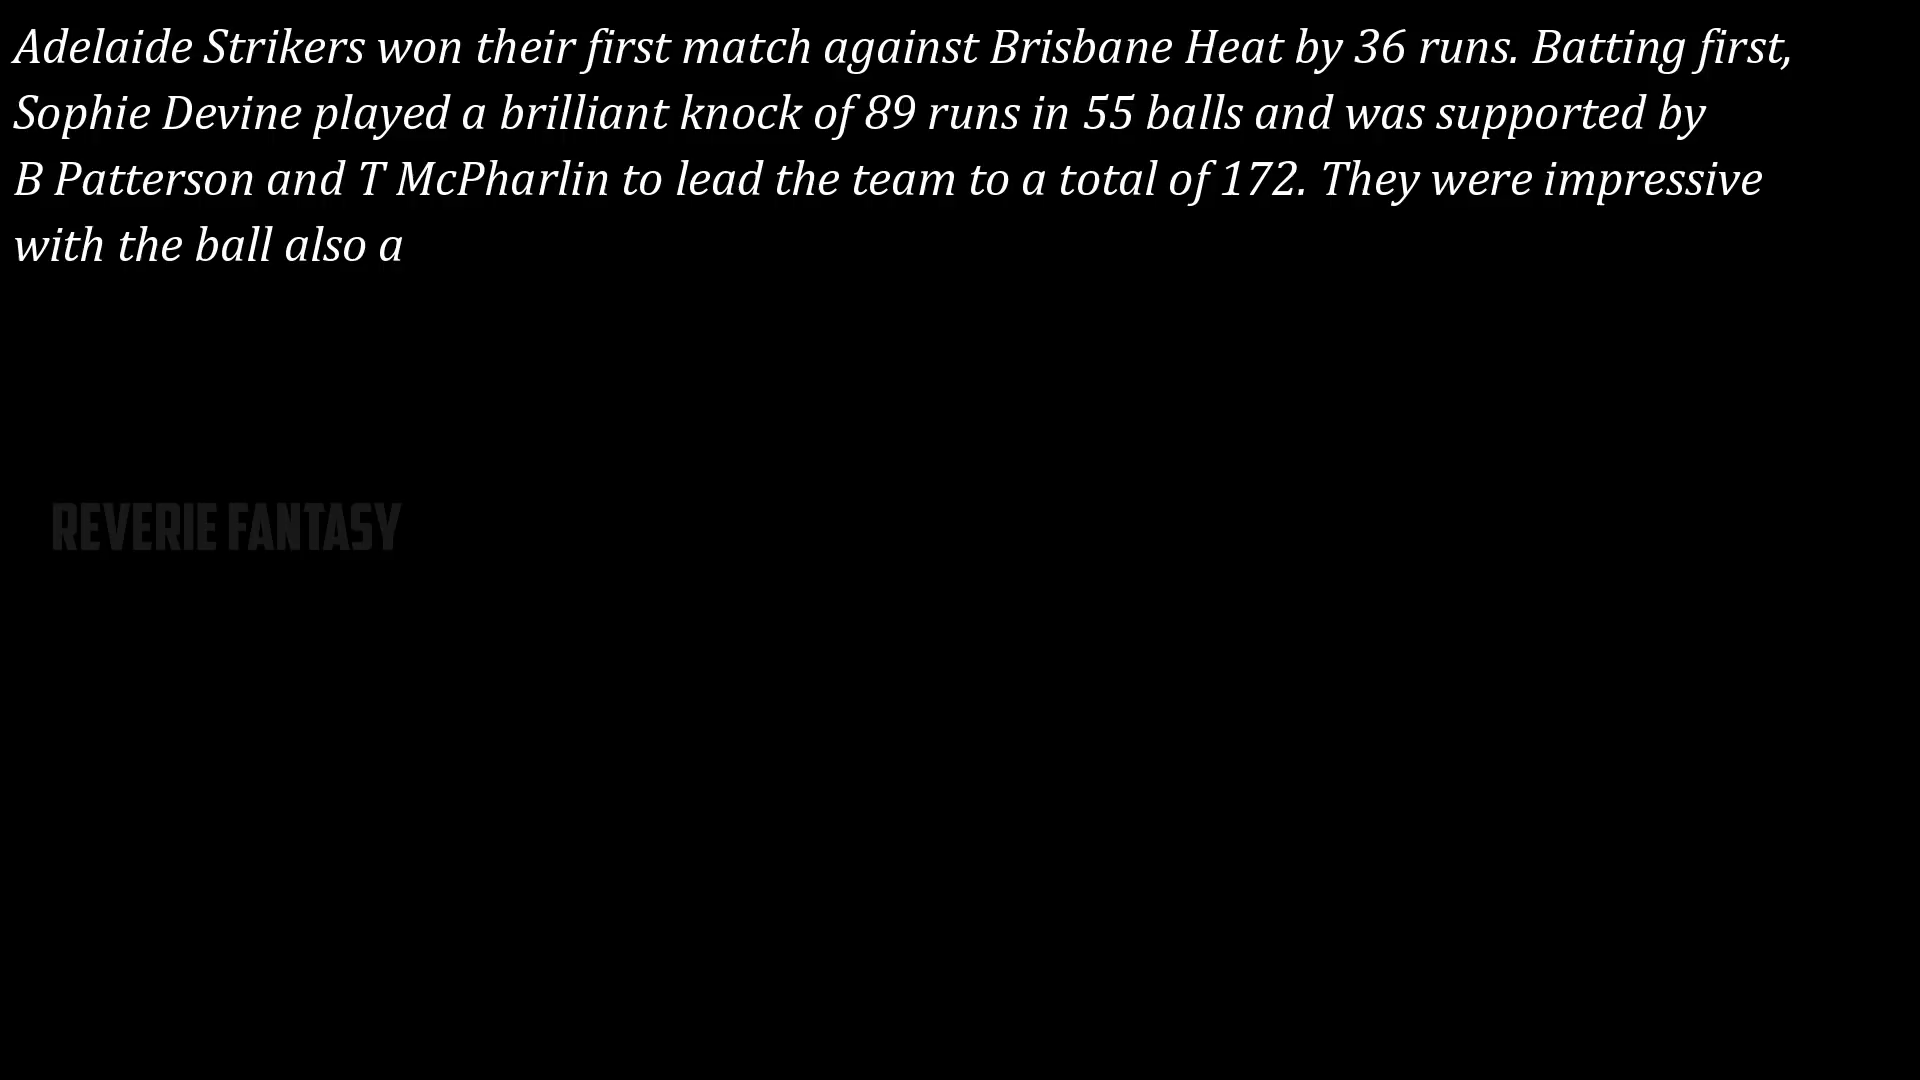 Adelaide Strikers won their first match against Brisbane Heat by 36 runs. Batting first,
Sophie Devine played a brilliant knock of 89 runs in 55 balls and was supported by
B Patterson and T McPharlin to lead the team to a total of 172. They were impressive
with the ball also a
REVERIE FANTASY